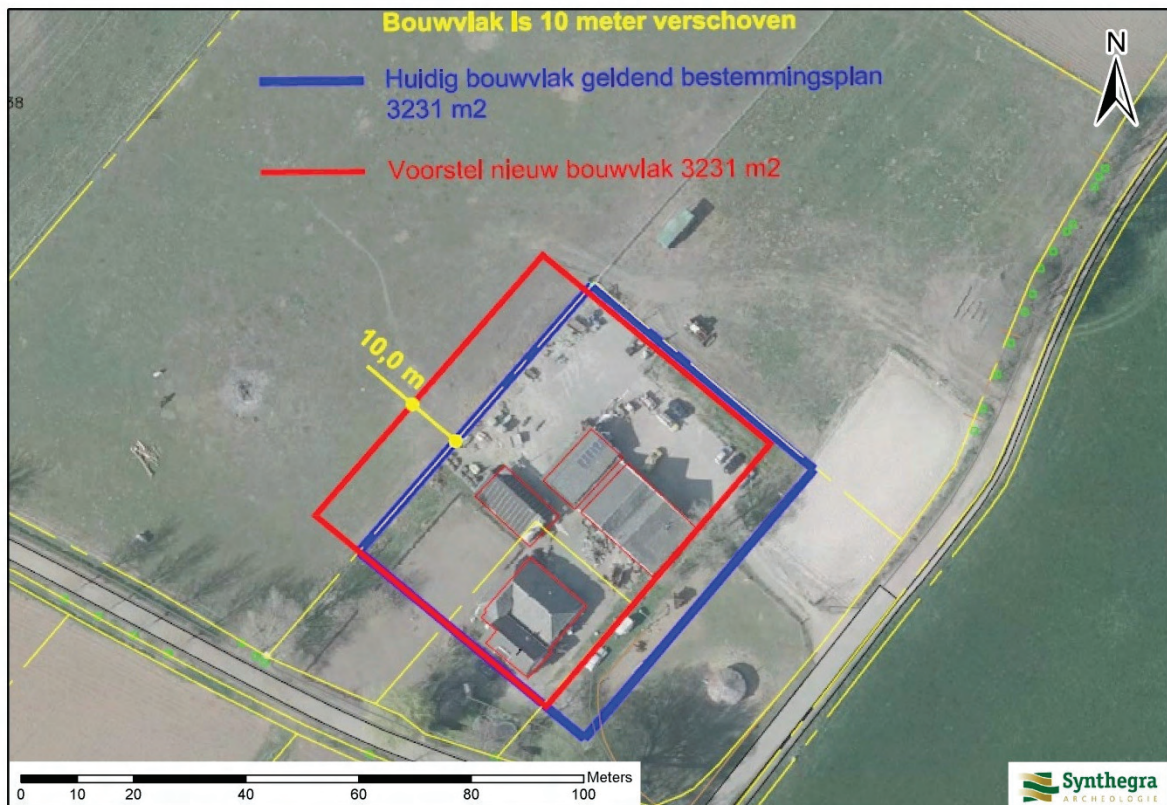 Bouwvlak Is 10 meter verschoven
N
Huidig bouwvlak geldend bestemmingsplan
3231 m2
38
Voorstel nieuw bouwvlak 3231 m2
10,0 m
Meters
0 10 20 40 60 80 100
Synthegra
ARCHEOLOGIE